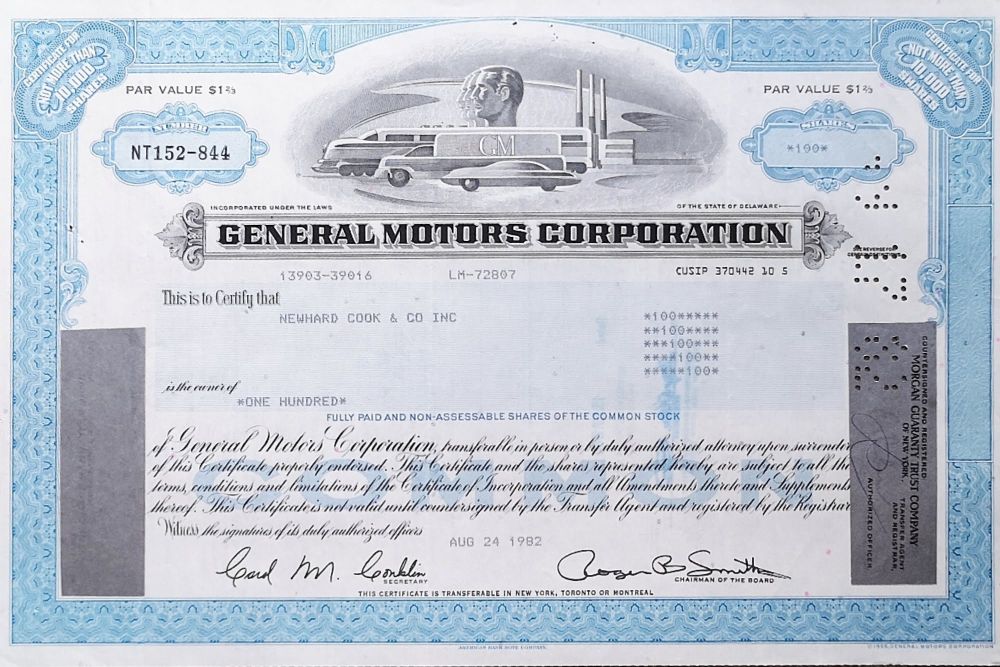 CERTIFICATE FOR
NOT MORE THAN
10,000
SHARES
CERTIFICATE FOR
NOT MORE THAN
10,000
SHARES
PAR VALUE $1⅔
PAR VALUE $1⅔
NUMBER
NT152-844
GM
SHARES
*100*
INCORPORATED UNDER THE LAWS
OF THE STATE OF DELAWARE
GENERAL MOTORS CORPORATION
SEE REVERSE FOR
13903-39016
LM-72807
CUSIP 370442 10 5
This is to Certify that
NEWHARD COOK & CO INC
*100*****
**100****
***100***
****100**
*****100*
is the owner of
*ONE HUNDRED*
FULLY PAID AND NON-ASSESSABLE SHARES OF THE COMMON STOCK
of General Motors Corporation, transferable in person or by duly authorized attorney upon surrender
of this Certificate properly endorsed. This Certificate and the shares represented hereby are subject to all the
terms, conditions and limitations of the Certificate of Incorporation and all Amendments thereto and Supplements
thereof. This Certificate is not valid until countersigned by the Transfer Agent and registered by the Registrar.
COMMON
Witness the signatures of its duly authorized officers
AUG 24 1982
Carl M. Conklin
SECRETARY
Roger B Smith
CHAIRMAN OF THE BOARD
THIS CERTIFICATE IS TRANSFERABLE IN NEW YORK, TORONTO OR MONTREAL
COUNTERSIGNED AND REGISTERED:
MORGAN GUARANTY TRUST COMPANY
OF NEW YORK,
TRANSFER AGENT
AND REGISTRAR,
AUTHORIZED OFFICER.
AMERICAN BANK NOTE COMPANY.
GENERAL MOTORS CORPORATION